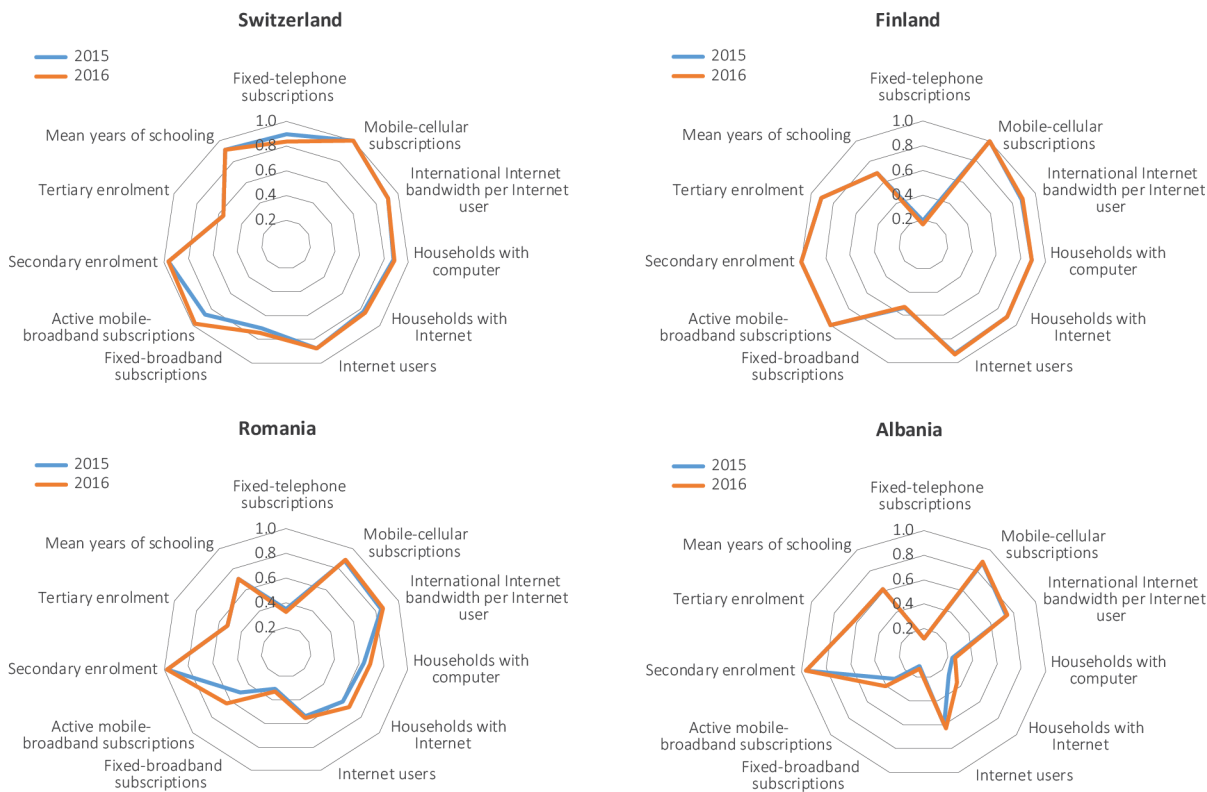 Switzerland
2015
2016
Fixed-telephone
subscriptions
Mobile-cellular
subscriptions
International Internet
bandwidth per Internet
user
Households with
computer
Households with
Internet
Internet users
Fixed-broadband
subscriptions
Active mobile-
broadband subscriptions
Secondary enrolment
Tertiary enrolment
Mean years of schooling
1.0
0.8
0.6
0.4
0.2
Finland
2015
2016
Fixed-telephone
subscriptions
Mobile-cellular
subscriptions
International Internet
bandwidth per Internet
user
Households with
computer
Households with
Internet
Internet users
Fixed-broadband
subscriptions
Active mobile-
broadband subscriptions
Secondary enrolment
Tertiary enrolment
Mean years of schooling
1.0
0.8
0.6
0.4
0.2
Romania
2015
2016
Fixed-telephone
subscriptions
Mobile-cellular
subscriptions
International Internet
bandwidth per Internet
user
Households with
computer
Households with
Internet
Internet users
Fixed-broadband
subscriptions
Active mobile-
broadband subscriptions
Secondary enrolment
Tertiary enrolment
Mean years of schooling
1.0
0.8
0.6
0.4
0.2
Albania
2015
2016
Fixed-telephone
subscriptions
Mobile-cellular
subscriptions
International Internet
bandwidth per Internet
user
Households with
computer
Households with
Internet
Internet users
Fixed-broadband
subscriptions
Active mobile-
broadband subscriptions
Secondary enrolment
Tertiary enrolment
Mean years of schooling
1.0
0.8
0.6
0.4
0.2